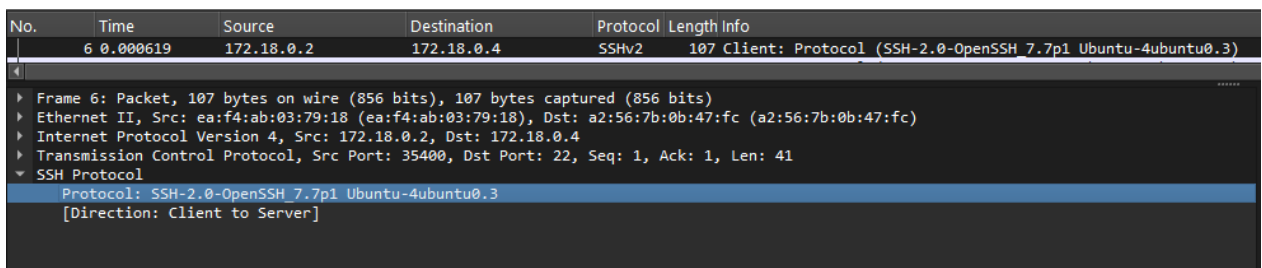 No. Time Source Destination Protocol Length Info
6 0.000619 172.18.0.2 172.18.0.4 SSHv2 107 Client: Protocol (SSH-2.0-OpenSSH_7.7p1 Ubuntu-4ubuntu0.3)
Frame 6: Packet, 107 bytes on wire (856 bits), 107 bytes captured (856 bits)
Ethernet II, Src: ea:f4:ab:03:79:18 (ea:f4:ab:03:79:18), Dst: a2:56:7b:0b:47:fc (a2:56:7b:0b:47:fc)
Internet Protocol Version 4, Src: 172.18.0.2, Dst: 172.18.0.4
Transmission Control Protocol, Src Port: 35400, Dst Port: 22, Seq: 1, Ack: 1, Len: 41
SSH Protocol
Protocol: SSH-2.0-OpenSSH_7.7p1 Ubuntu-4ubuntu0.3
[Direction: Client to Server]